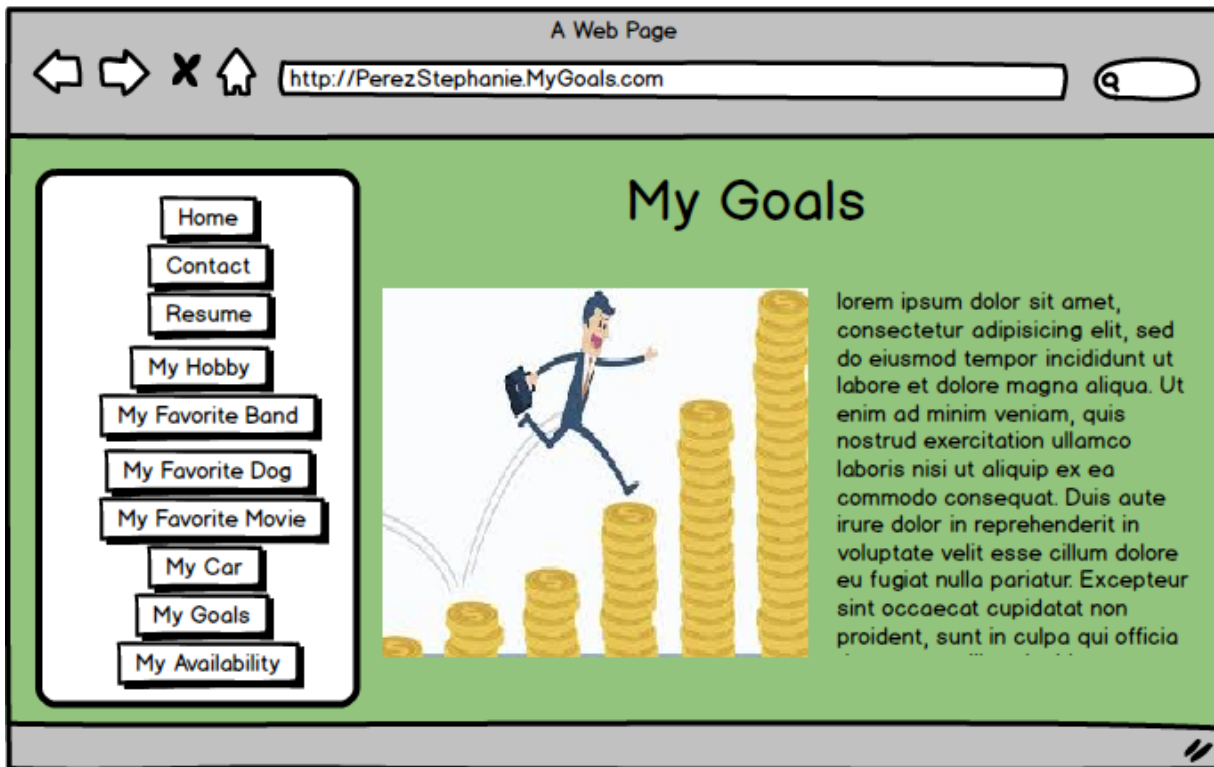 A Web Page
http://PerezStephanie.MyGoals.com
Home
Contact
Resume
My Hobby
My Favorite Band
My Favorite Dog
My Favorite Movie
My Car
My Goals
My Availability
My Goals
lorem ipsum dolor sit amet,
consectetur adipisicing elit, sed
do eiusmod tempor incididunt ut
labore et dolore magna aliqua. Ut
enim ad minim veniam, quis
nostrud exercitation ullamco
laboris nisi ut aliquip ex ea
commodo consequat. Duis aute
irure dolor in reprehenderit in
voluptate velit esse cillum dolore
eu fugiat nulla pariatur. Excepteur
sint occaecat cupidatat non
proident, sunt in culpa qui officia